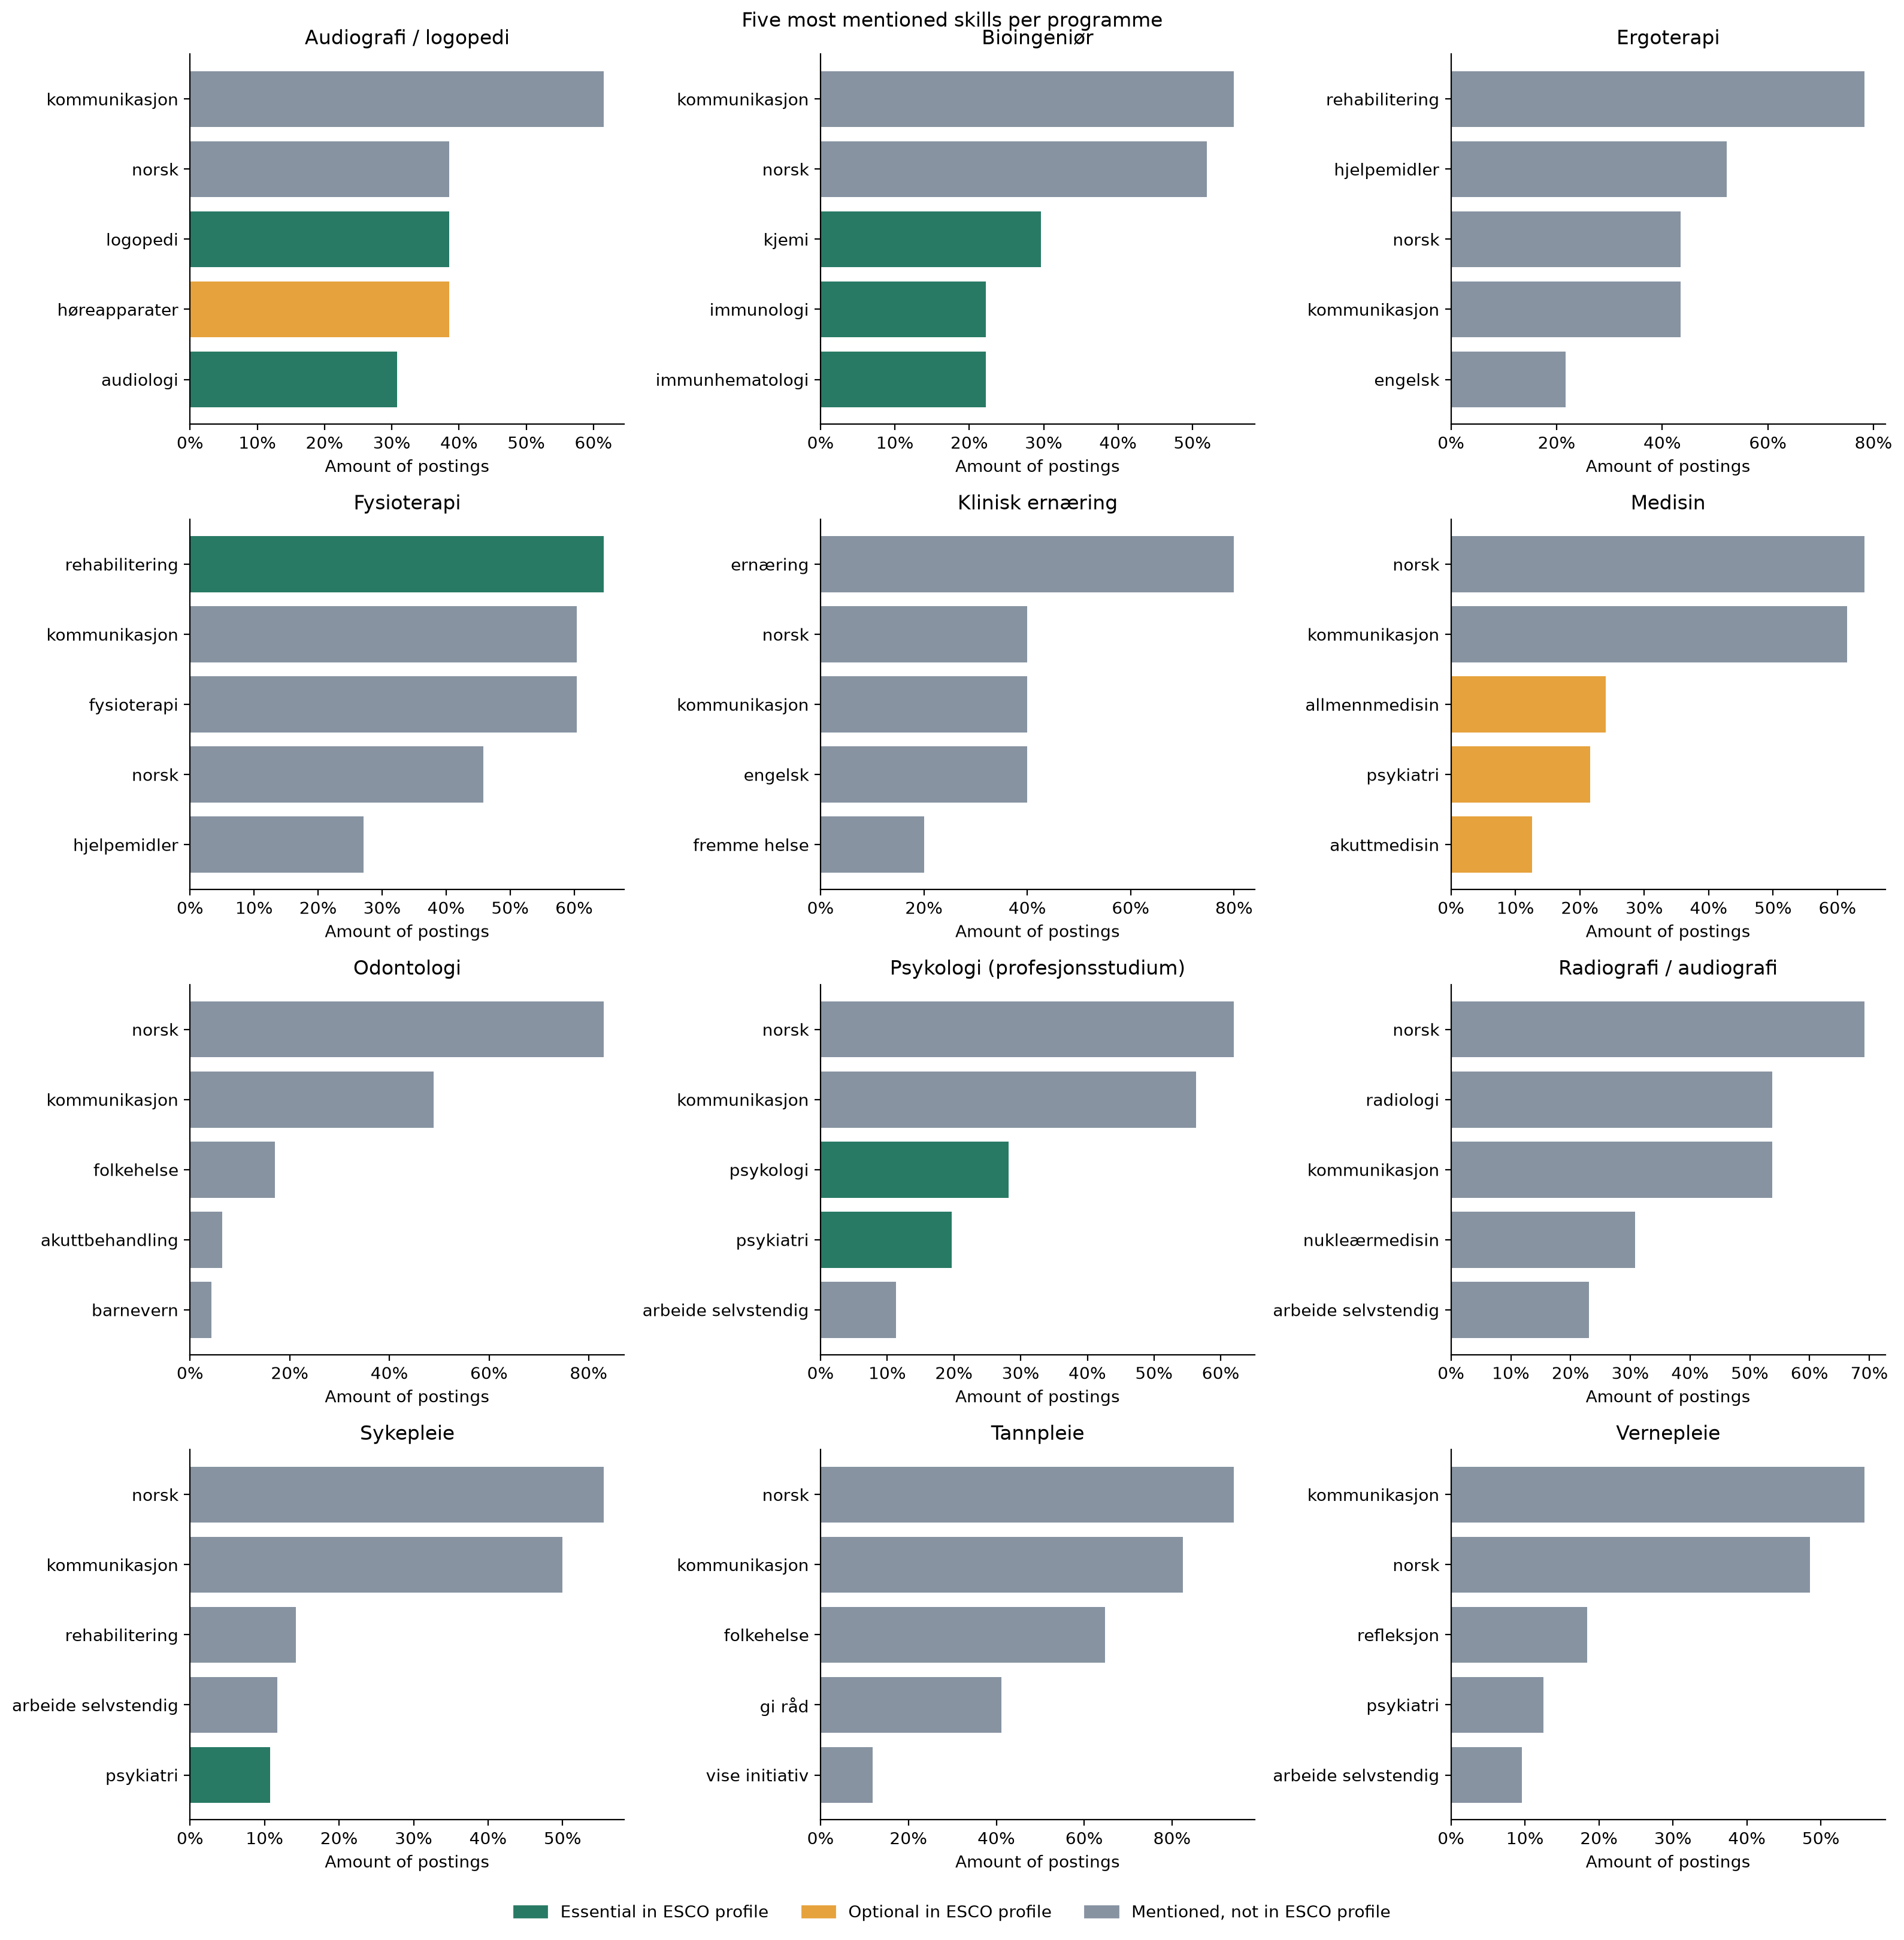 Five most mentioned skills per programme
Audiografi / logopedi
kommunikasjon
norsk
logopedi
høreapparater
audiologi
0% 10% 20% 30% 40% 50% 60%
Amount of postings
Bioingeniør
kommunikasjon
norsk
kjemi
immunologi
immunhematologi
0% 10% 20% 30% 40% 50%
Amount of postings
Ergoterapi
rehabilitering
hjelpemidler
norsk
kommunikasjon
engelsk
0% 20% 40% 60% 80%
Amount of postings
Fysioterapi
rehabilitering
kommunikasjon
fysioterapi
norsk
hjelpemidler
0% 10% 20% 30% 40% 50% 60%
Amount of postings
Klinisk ernæring
ernæring
norsk
kommunikasjon
engelsk
fremme helse
0% 20% 40% 60% 80%
Amount of postings
Medisin
norsk
kommunikasjon
allmennmedisin
psykiatri
akuttmedisin
0% 10% 20% 30% 40% 50% 60%
Amount of postings
Odontologi
norsk
kommunikasjon
folkehelse
akuttbehandling
barnevern
0% 20% 40% 60% 80%
Amount of postings
Psykologi (profesjonsstudium)
norsk
kommunikasjon
psykologi
psykiatri
arbeide selvstendig
0% 10% 20% 30% 40% 50% 60%
Amount of postings
Radiografi / audiografi
norsk
radiologi
kommunikasjon
nukleærmedisin
arbeide selvstendig
0% 10% 20% 30% 40% 50% 60% 70%
Amount of postings
Sykepleie
norsk
kommunikasjon
rehabilitering
arbeide selvstendig
psykiatri
0% 10% 20% 30% 40% 50%
Amount of postings
Tannpleie
norsk
kommunikasjon
folkehelse
gi råd
vise initiativ
0% 20% 40% 60% 80%
Amount of postings
Vernepleie
kommunikasjon
norsk
refleksjon
psykiatri
arbeide selvstendig
0% 10% 20% 30% 40% 50%
Amount of postings
Essential in ESCO profile
Optional in ESCO profile
Mentioned, not in ESCO profile